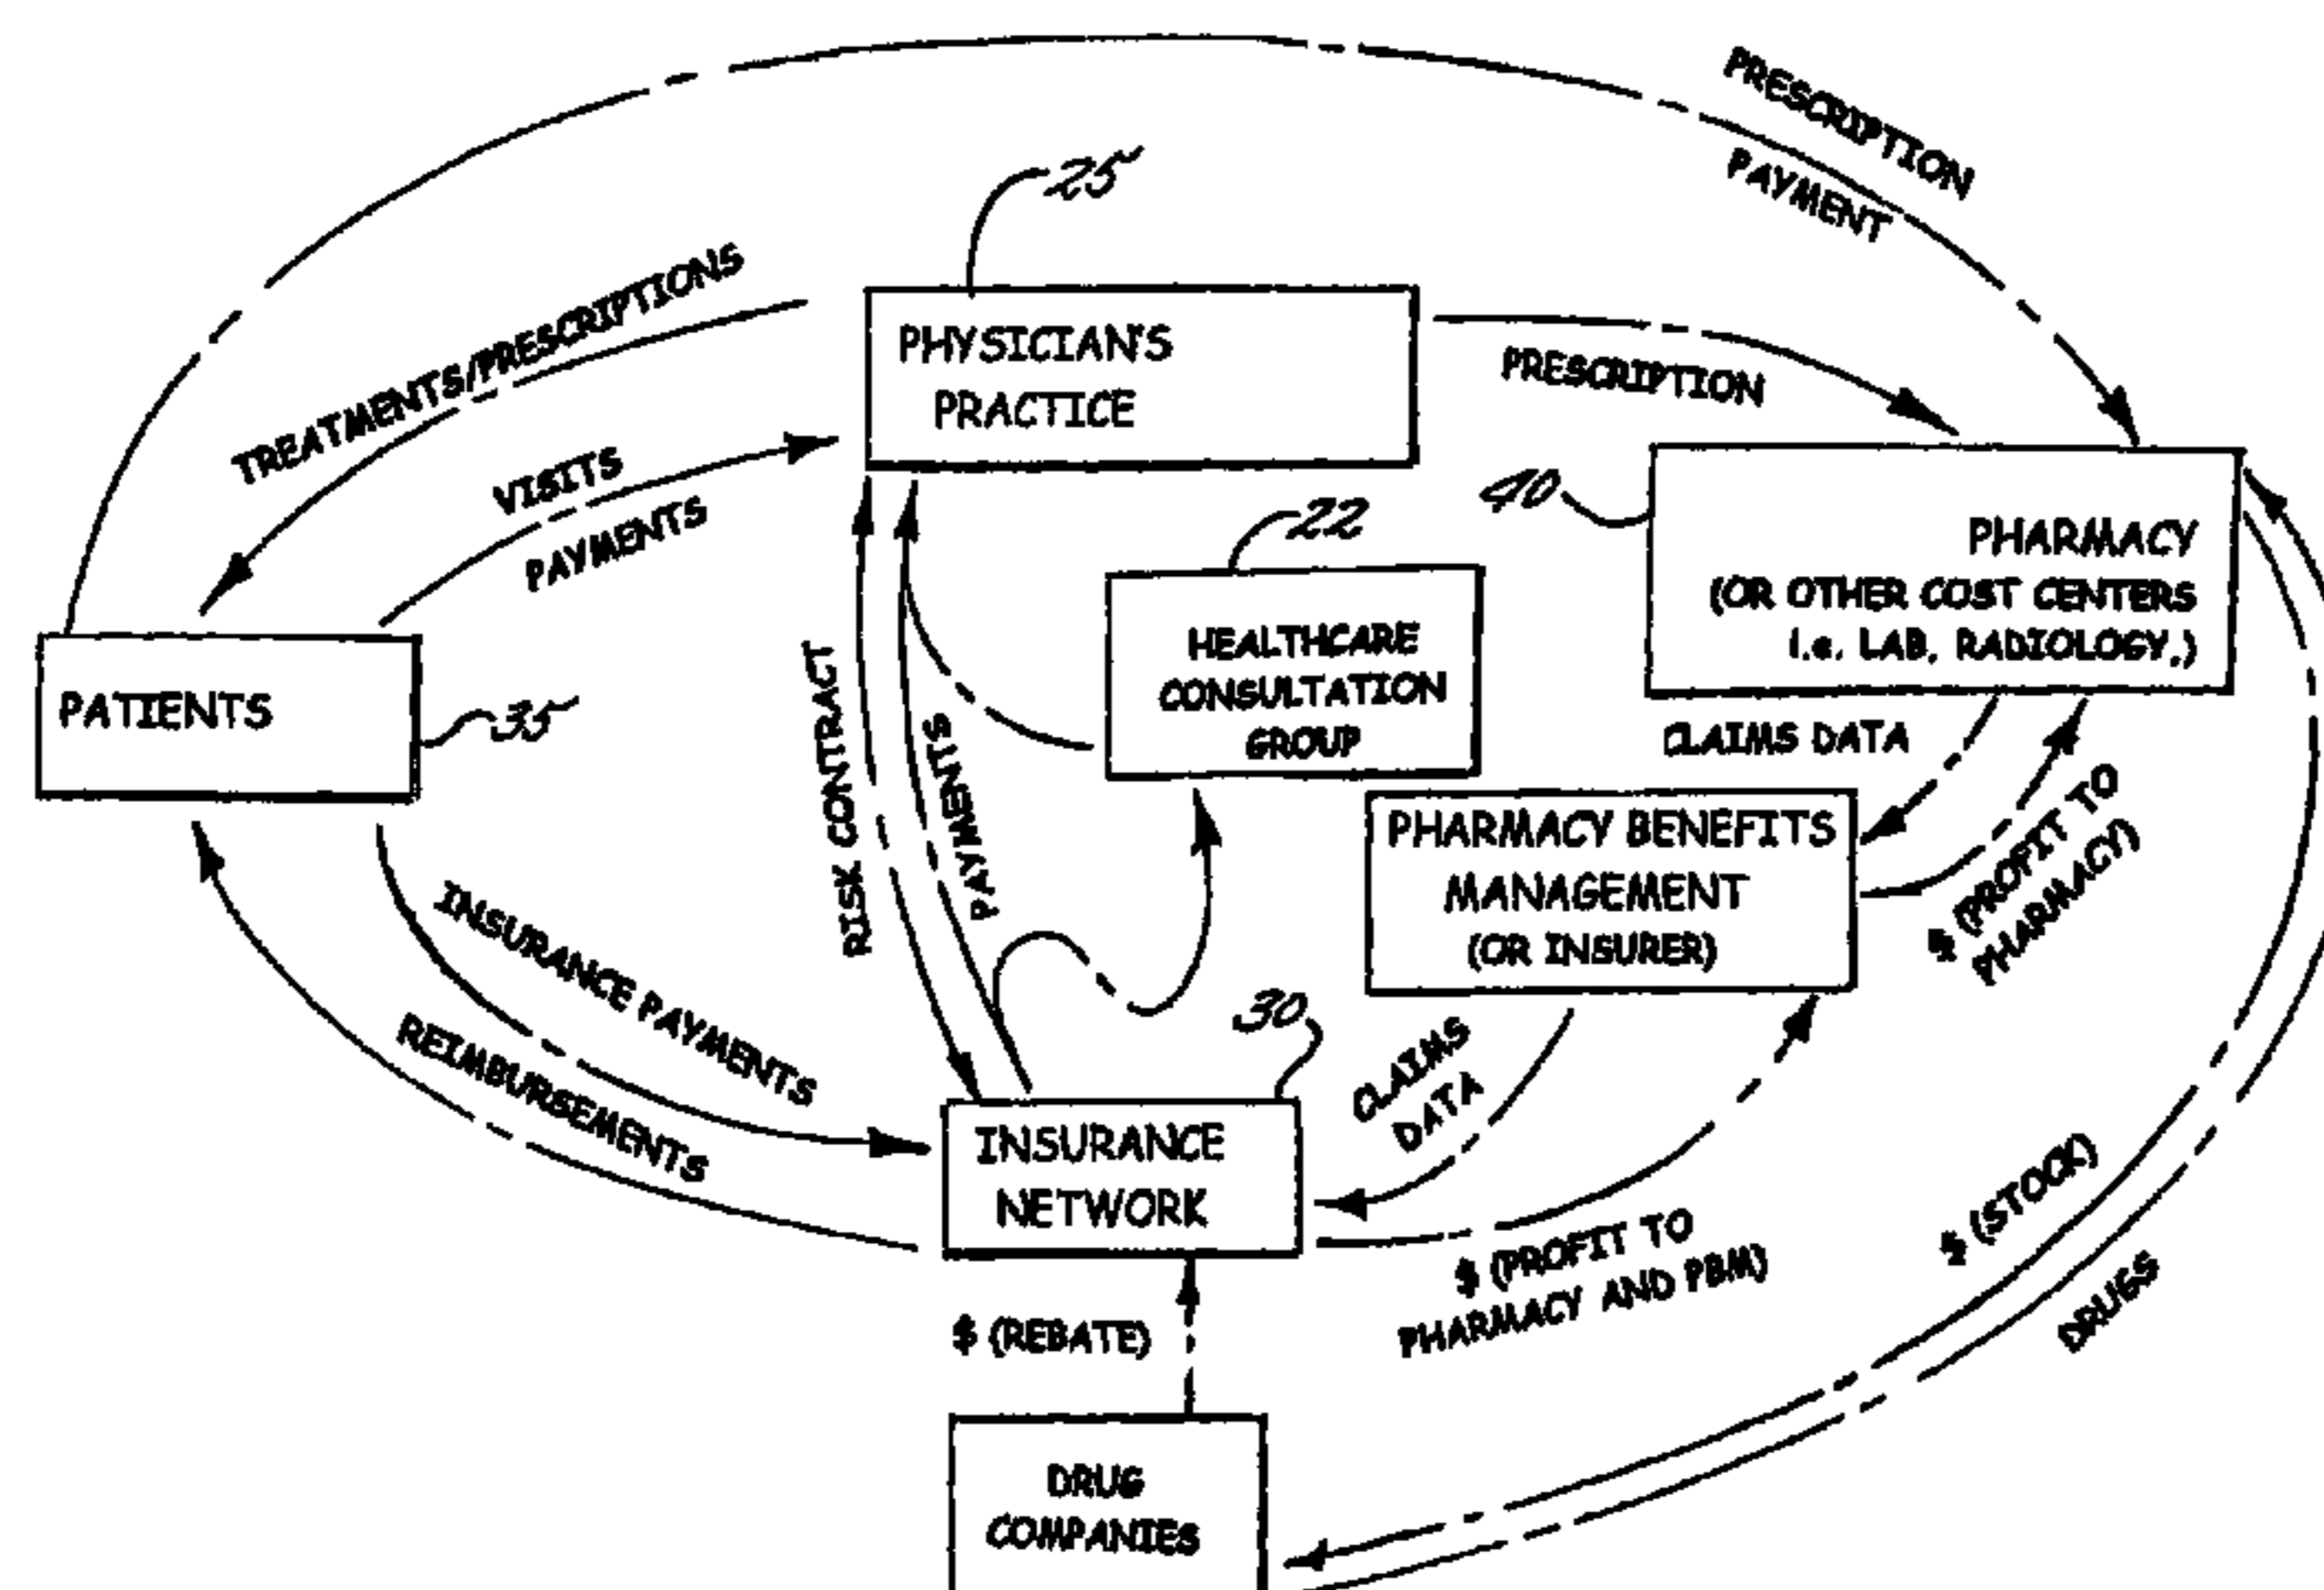 PRESCRIPTION
PAYMENT
25
TREATMENTS/PRESCRIPTIONS
PHYSICIAN'S
PRACTICE
PRESCRIPTION
VISITS
PAYMENTS
40
22
PHARMACY
(OR OTHER COST CENTERS
i.e. LAB, RADIOLOGY,)
HEALTHCARE
CONSULTATION
GROUP
PATIENTS
35
RISK CONTRACT
PAYMENTS
CLAIMS DATA
$ (PROFIT TO
PHARMACY)
PHARMACY BENEFITS
MANAGEMENT
(OR INSURER)
INSURANCE PAYMENTS
REIMBURSEMENTS
30
CLAIMS
DATA
INSURANCE
NETWORK
$ (PROFIT TO
PHARMACY AND PBM)
$ (STOCK)
DRUGS
$ (REBATE)
DRUG
COMPANIES